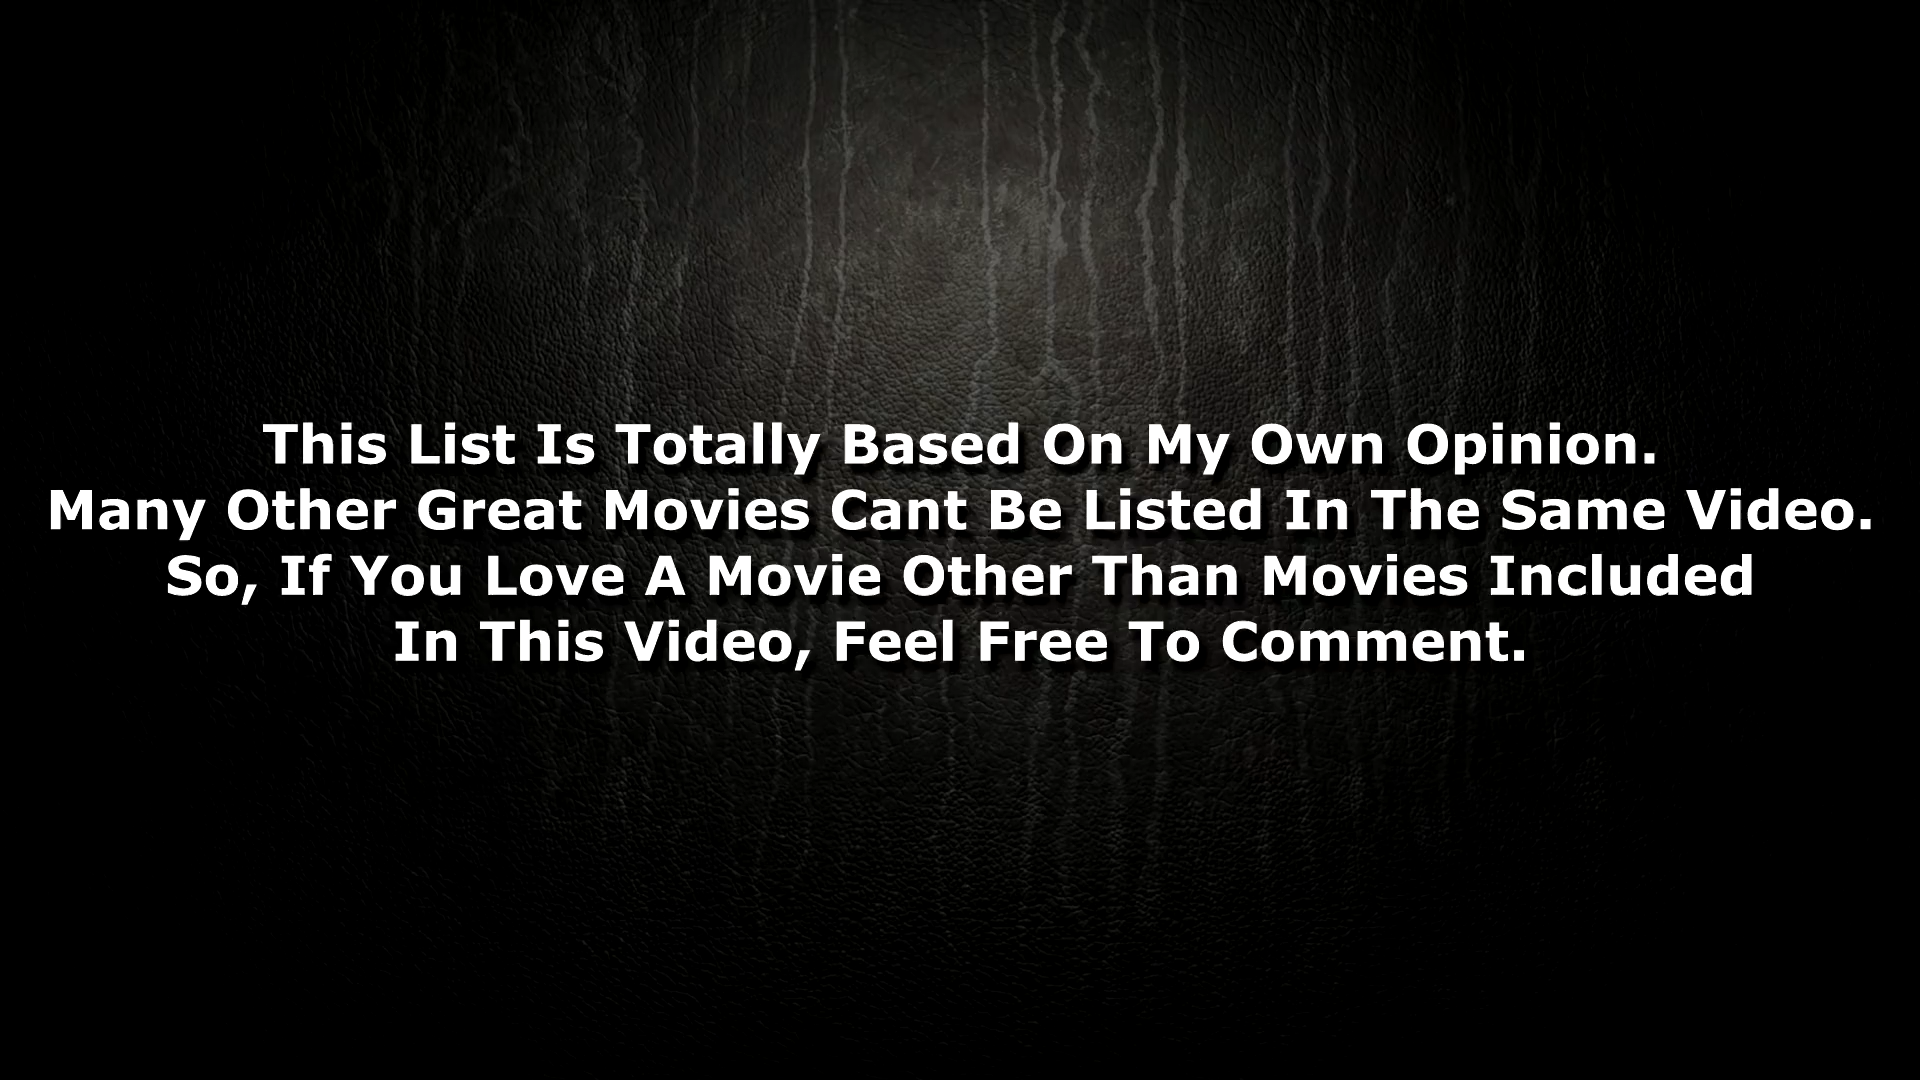 This List Is Totally Based On My Own Opinion.
Many Other Great Movies Cant Be Listed In The Same Video.
So, If You Love A Movie Other Than Movies Included
In This Video, Feel Free To Comment.